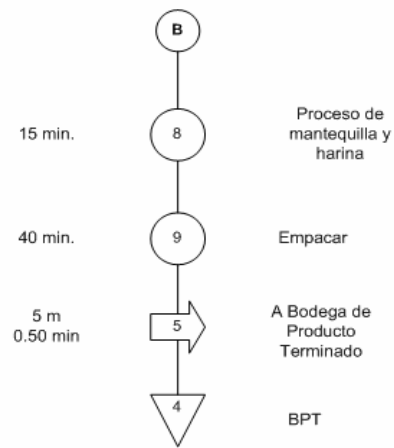 B
15 min.
8
Proceso de
mantequilla y
harina
40 min.
9
Empacar
5 m
0.50 min
5
A Bodega de
Producto
Terminado
4
BPT